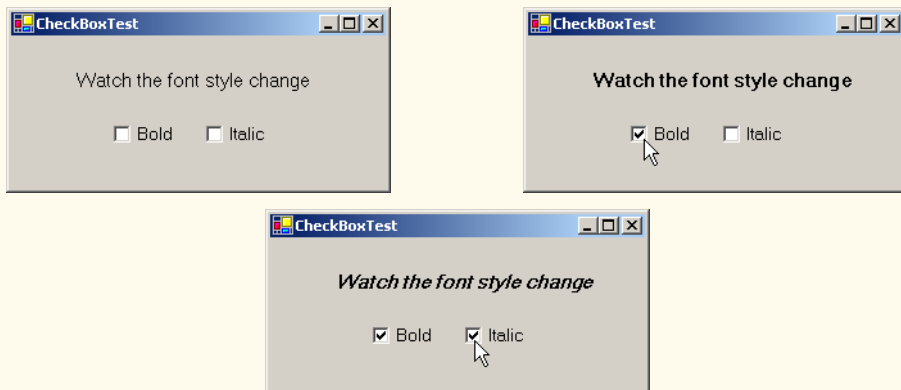 CheckBoxTest
Watch the font style change
Bold Italic
CheckBoxTest
Watch the font style change
Bold Italic
CheckBoxTest
Watch the font style change
Bold Italic